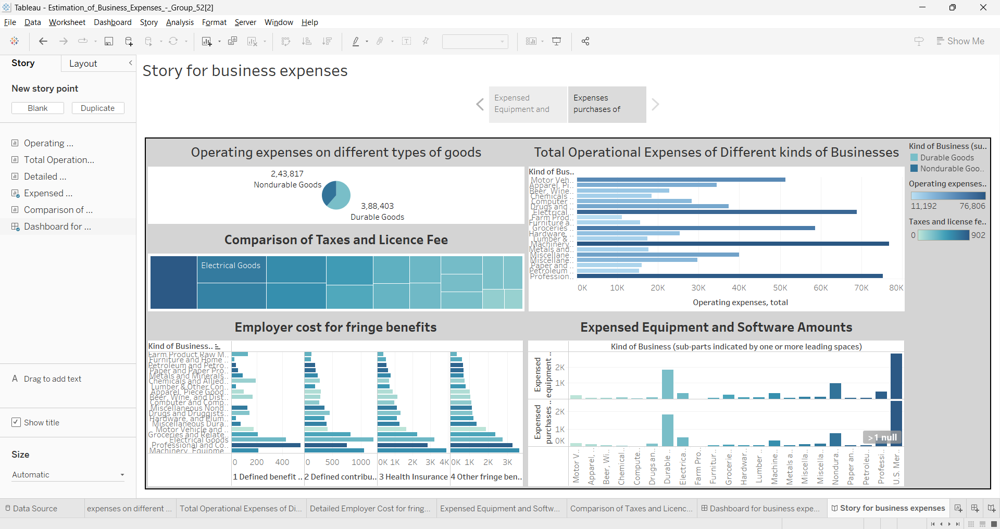 Tableau - Estimation_of_Business_Expenses_-_Group_52[2]
File Data Worksheet Dashboard Story Analysis Format Server Window Help
Show Me
Story
Layout
New story point
Blank
Duplicate
Operating ...
Total Operation...
Detailed ...
Expensed ...
Comparison of ...
Dashboard for ...
A Drag to add text
Show title
Size
Automatic
Story for business expenses
Expensed
Equipment and
Expenses
purchases of
Operating expenses on different types of goods
2,43,817
Nondurable Goods
3,88,403
Durable Goods
Comparison of Taxes and Licence Fee
Electrical Goods
Employer cost for fringe benefits
Kind of Business..
Farm Product Raw M..
Furniture and Home ..
Petroleum and Petro..
Paper and Paper Pro..
Metals and Minerals..
Chemicals and Allied..
Lumber & Other Con..
Apparel, Piece Good..
Beer, Wine, and Dist..
Computer and Comp..
Miscellaneous Nond..
Drugs and Druggists..
Hardware, and Plum..
Miscellaneous Dura..
Motor Vehicle and ..
Groceries and Relate..
Electrical Goods
Professional and Co..
Machinery, Equipme..
0 200 400
0 500 1000
0K 1K 2K 3K 4K
0K 1K 2K 3K
1 Defined benefit ..
2 Defined contribu..
3 Health Insurance
4 Other fringe ben..
Total Operational Expenses of Different kinds of Businesses
Kind of Bus..
Motor Veh..
Apparel, Pi..
Beer, Wine..
Chemicals ..
Computer ..
Drugs and ..
Electrical..
Farm Prod..
Furniture a..
Groceries ..
Hardware, ..
Lumber & ..
Machinery..
Metals and..
Miscellane..
Miscellane..
Paper and ..
Petroleum ..
Profession..
0K 10K 20K 30K 40K 50K 60K 70K 80K
Operating expenses, total
Expensed Equipment and Software Amounts
Kind of Business (sub-parts indicated by one or more leading spaces)
Expensed
equipment ..
2K
1K
Expensed
purchases ..
2K
1K
0K
>1 null
Motor V..
Apparel, ..
Beer, Wi..
Chemical..
Compute..
Drugs an..
Durable ..
Electrica..
Farm Pro..
Furnitur..
Grocerie..
Hardwar..
Lumber ..
Machine..
Metals a..
Miscella..
Miscella..
Nondura..
Paper an..
Petroleu..
Professi..
U.S. Mer..
Kind of Business (su..
Durable Goods
Nondurable Goo..
Operating expenses..
11,192 76,806
Taxes and license fe..
0 902
Data Source
expenses on different ...
Total Operational Expenses of Di...
Detailed Employer Cost for fring...
Expensed Equipment and Softw...
Comparison of Taxes and Licenc...
Dashboard for business expe...
Story for business expenses